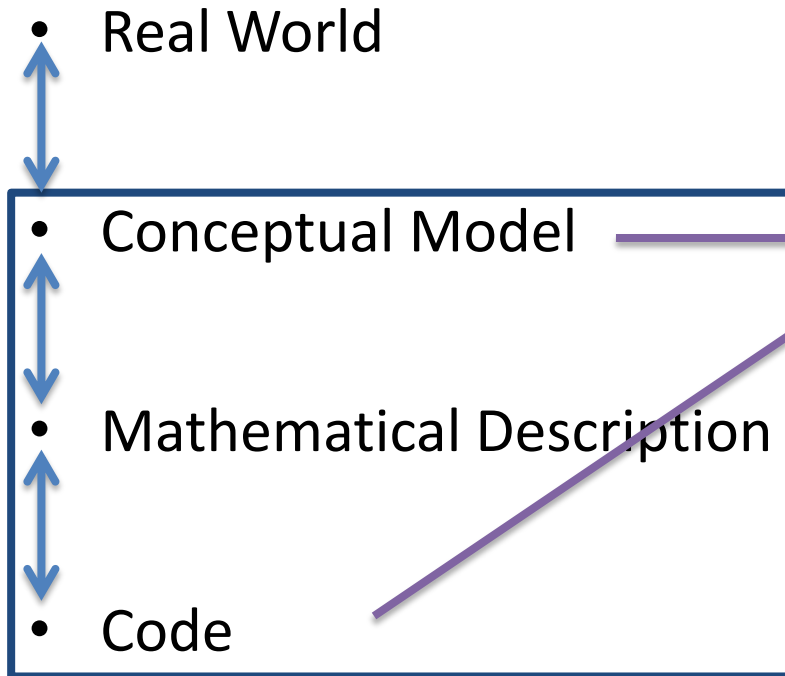 • Real World
• Conceptual Model
• Mathematical Description
• Code